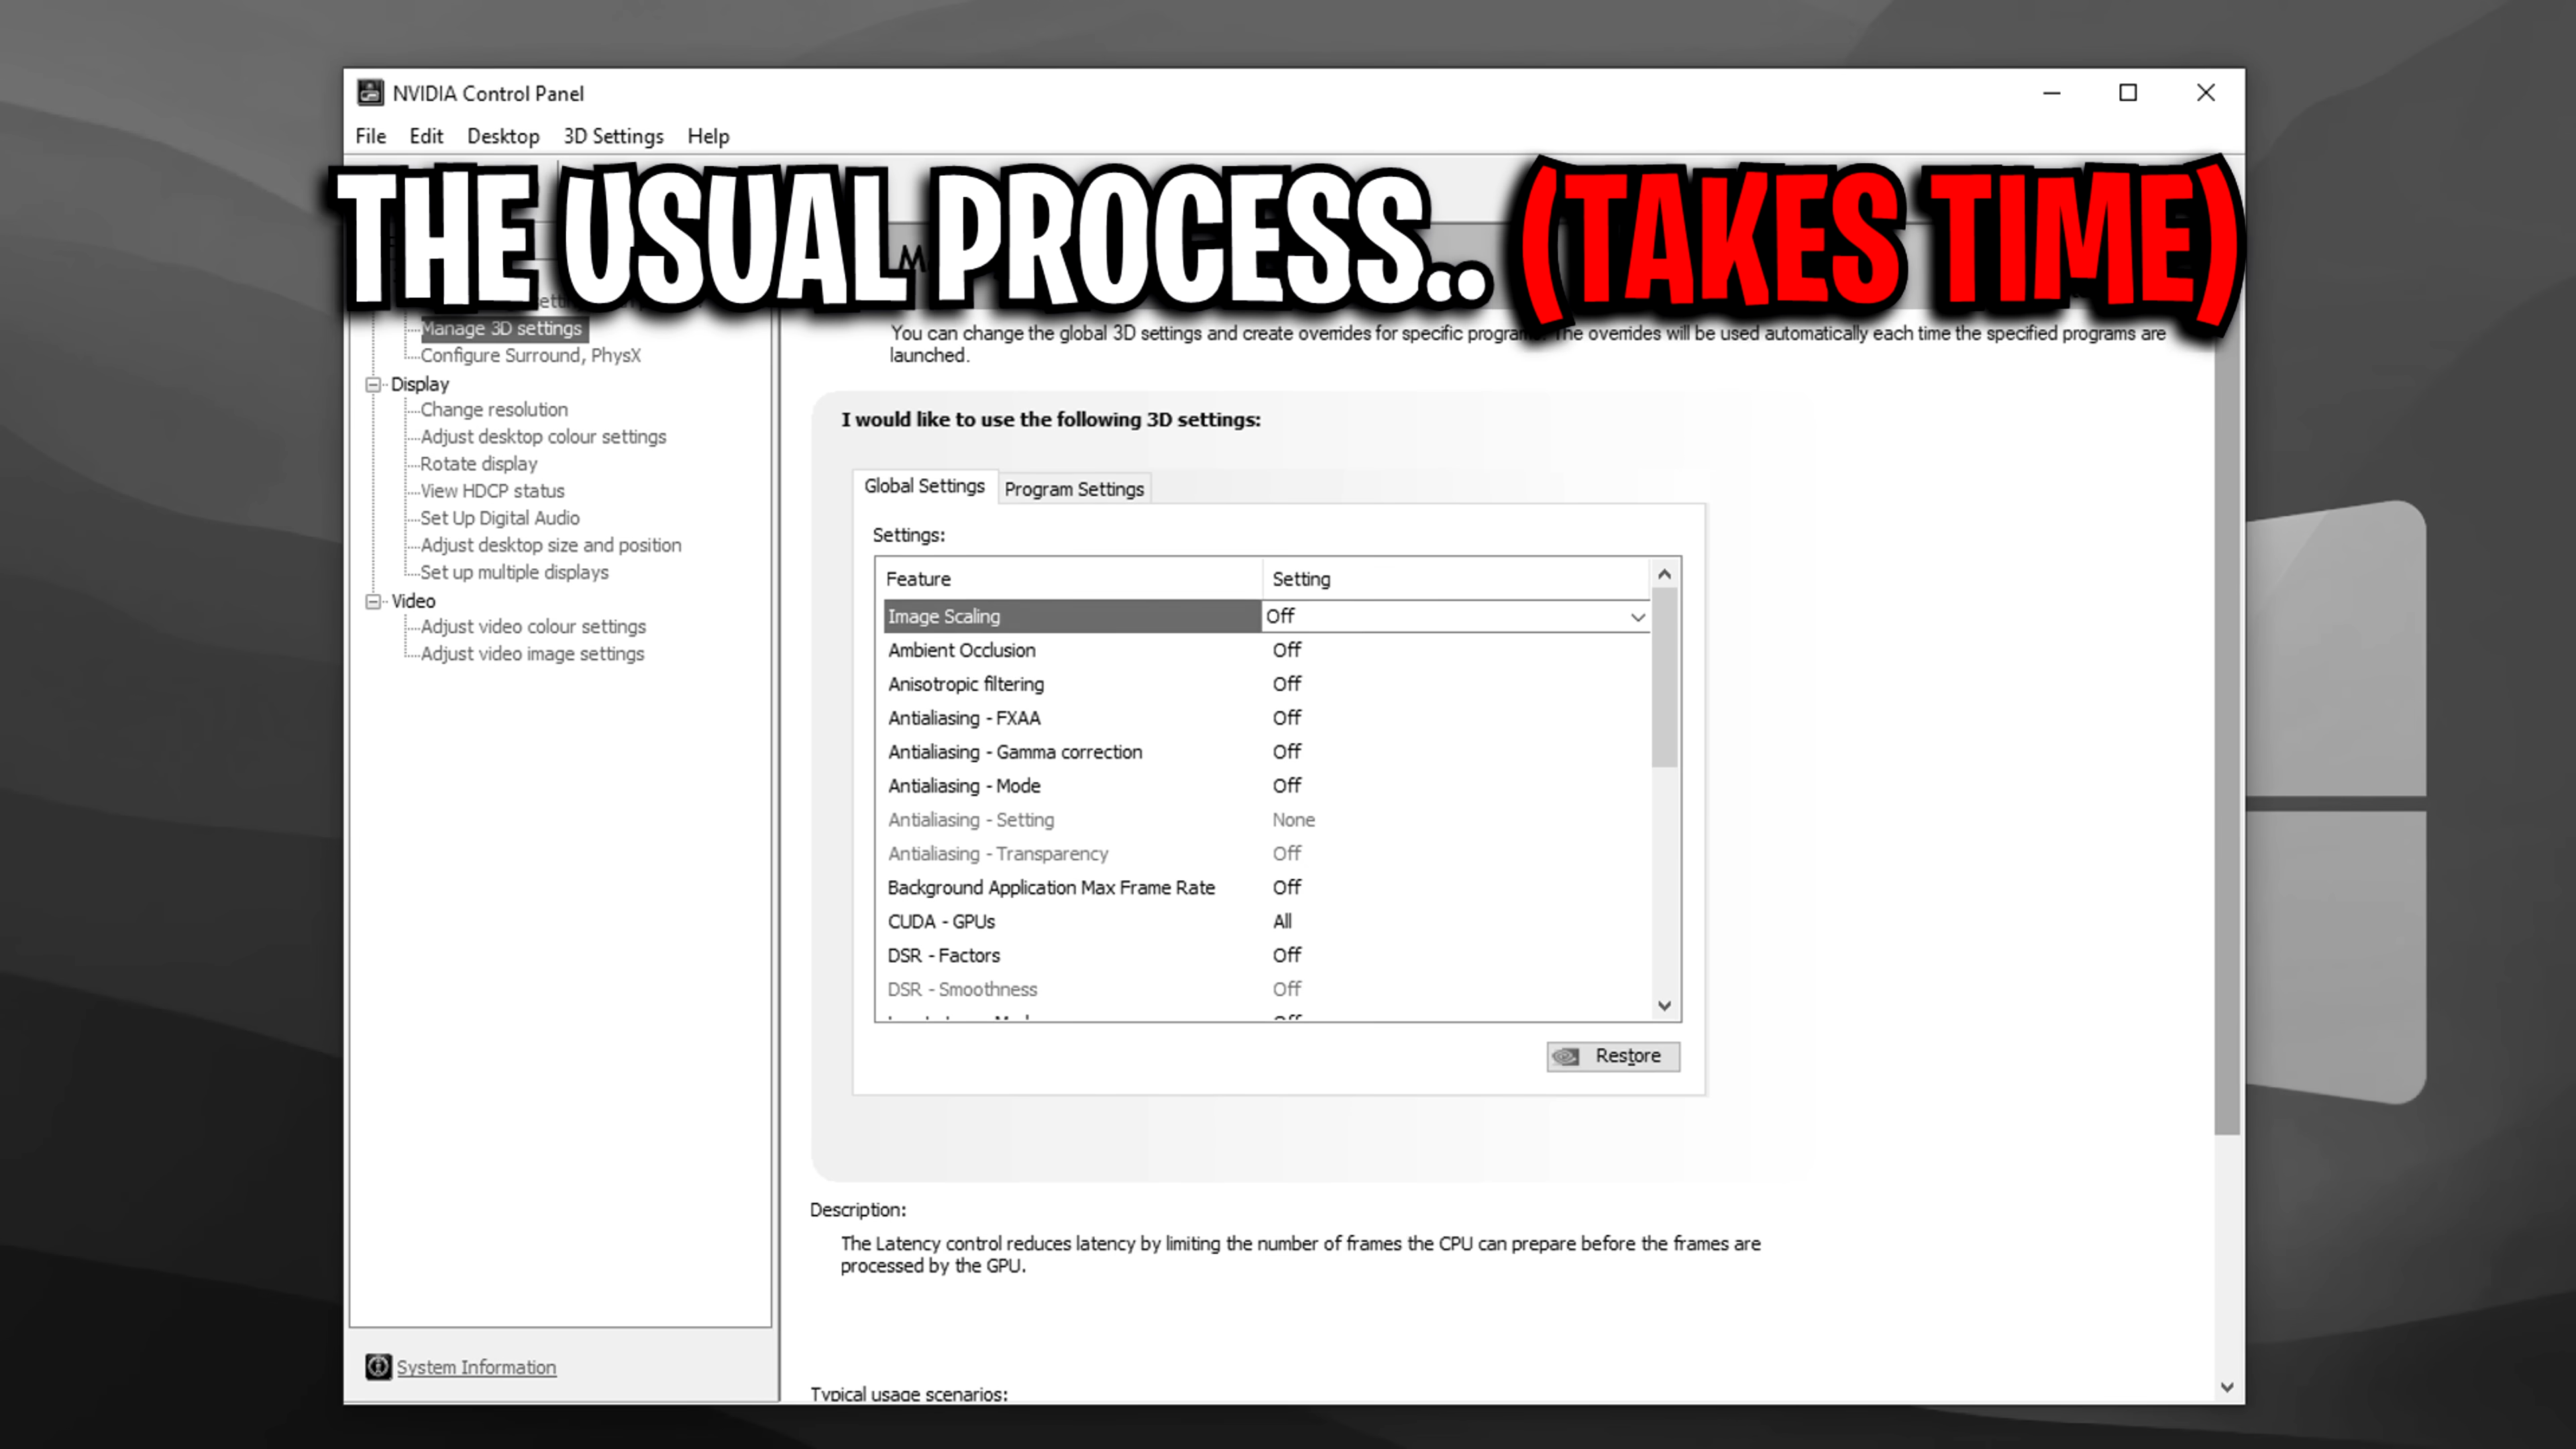 NVIDIA Control Panel
File Edit Desktop 3D Settings Help
THE USUAL PROCESS.. (TAKES TIME)
Manage 3D settings
Configure Surround, PhysX
Display
Change resolution
Adjust desktop colour settings
Rotate display
View HDCP status
Set Up Digital Audio
Adjust desktop size and position
Set up multiple displays
Video
Adjust video colour settings
Adjust video image settings
System Information
You can change the global 3D settings and create overrides for specific The overrides will be used automatically each time the specified programs are
launched.
I would like to use the following 3D settings:
Global Settings Program Settings
Settings:
Feature Setting
Image Scaling Off
Ambient Occlusion Off
Anisotropic filtering Off
Antialiasing - FXAA Off
Antialiasing - Gamma correction Off
Antialiasing - Mode Off
Antialiasing - Setting None
Antialiasing - Transparency Off
Background Application Max Frame Rate Off
CUDA - GPUs All
DSR - Factors Off
DSR - Smoothness Off
Restore
Description:
The Latency control reduces latency by limiting the number of frames the CPU can prepare before the frames are
processed by the GPU.
Typical usage scenarios: